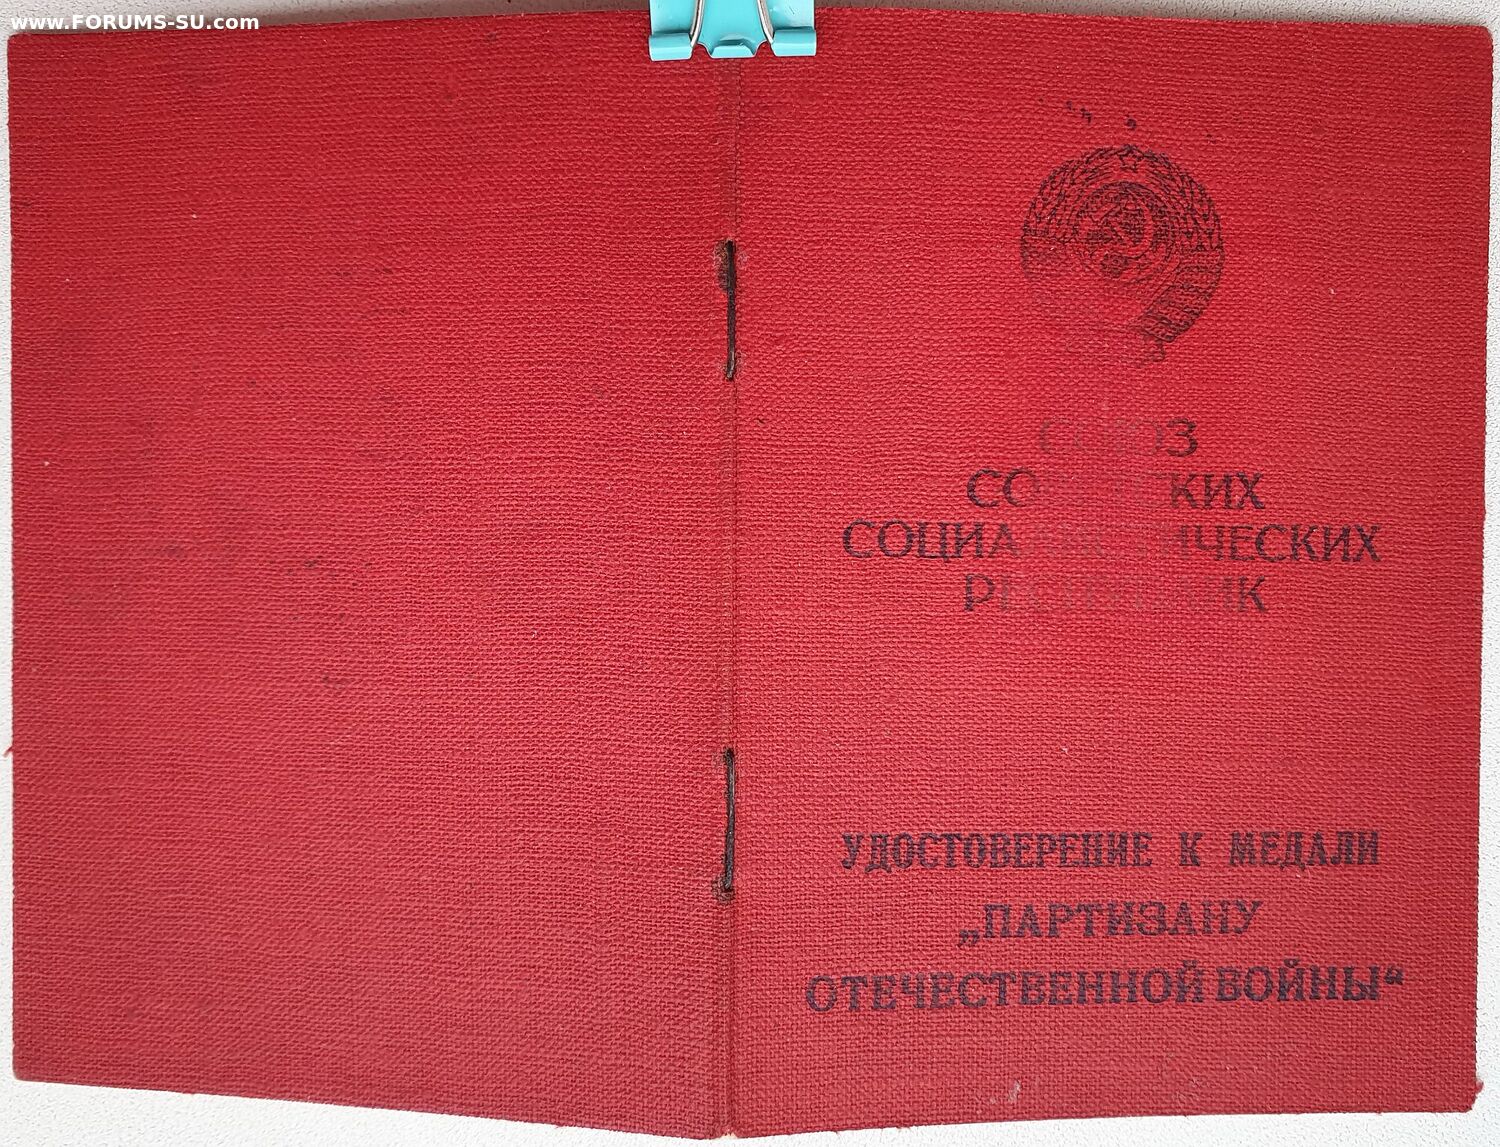 www.FORUMS-SU.com
СОЮЗ
СОВЕТСКИХ
СОЦИАЛИСТИЧЕСКИХ
РЕСПУБЛИК
УДОСТОВЕРЕНИЕ К МЕДАЛИ
„ПАРТИЗАНУ
ОТЕЧЕСТВЕННОЙ ВОЙНЫ“